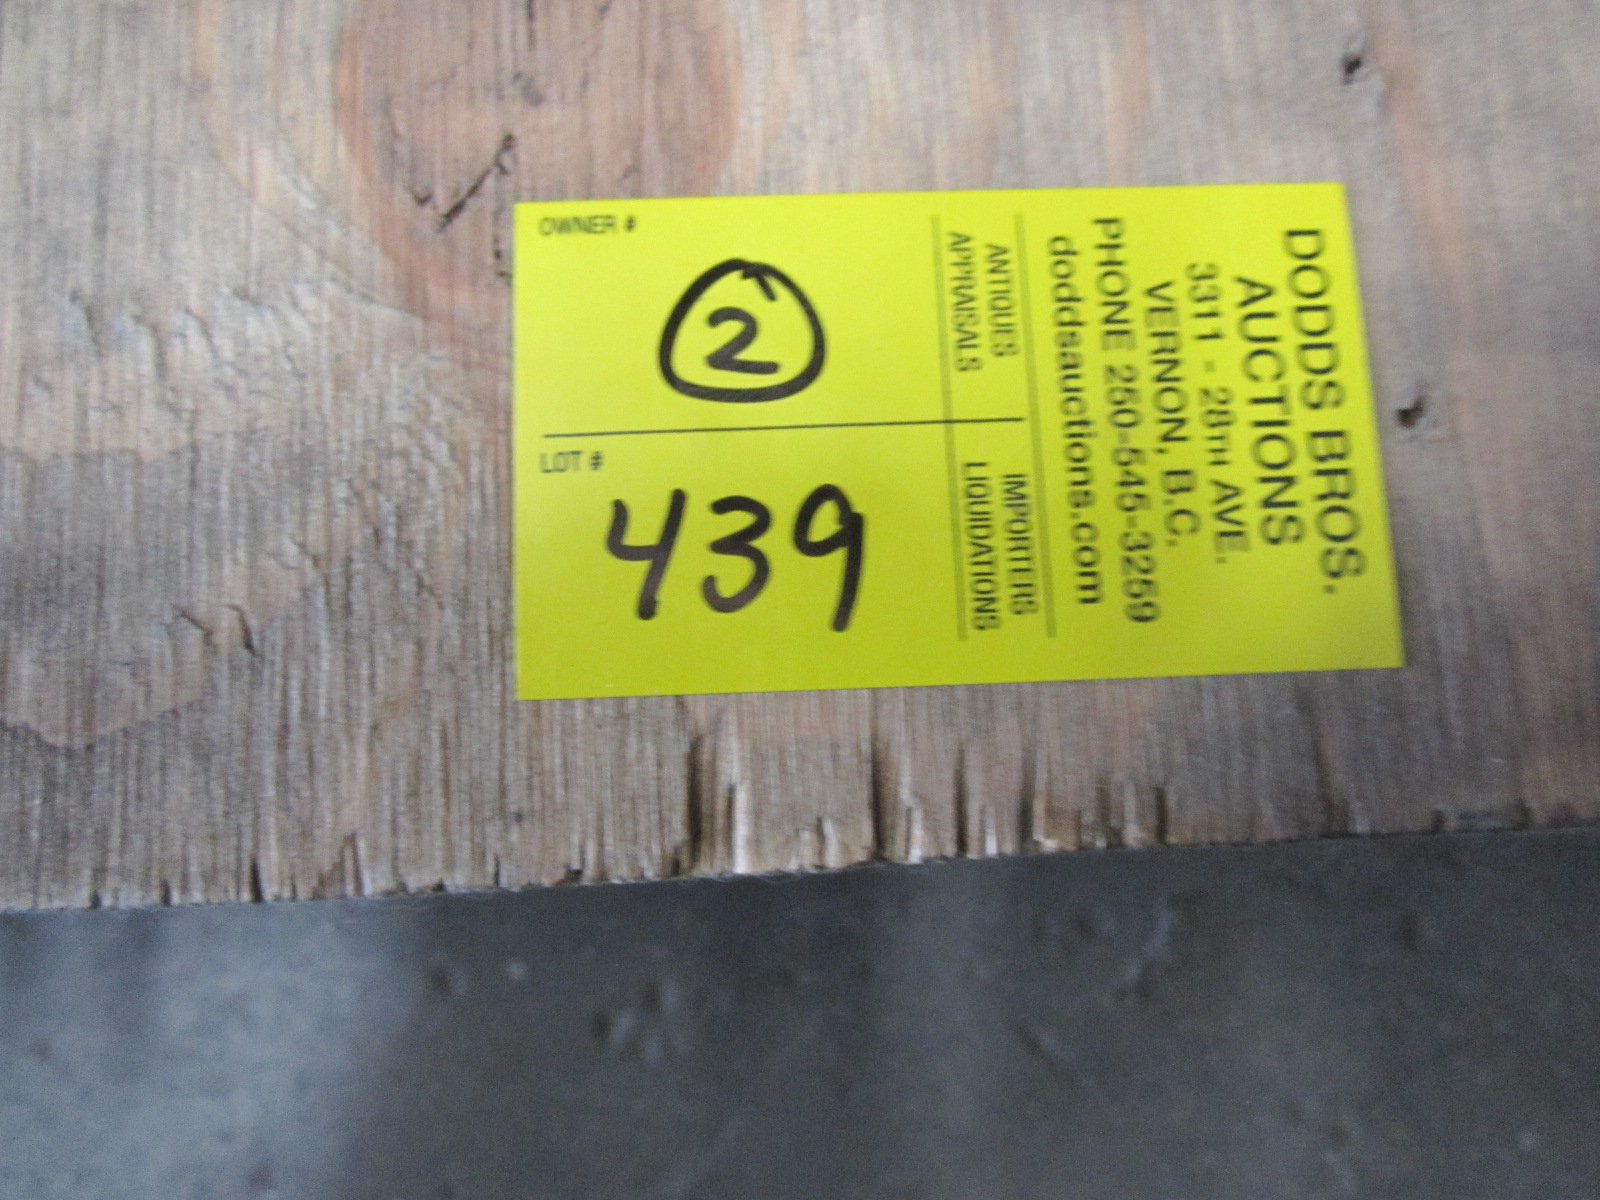 OWNER #
2
LOT #
439
DODDS BROS.
AUCTIONS
3311 - 28TH AVE.
VERNON, B.C.
PHONE 250-545-3259
doddsauctions.com
ANTIQUES IMPORTERS
APPRAISALS LIQUIDATIONS